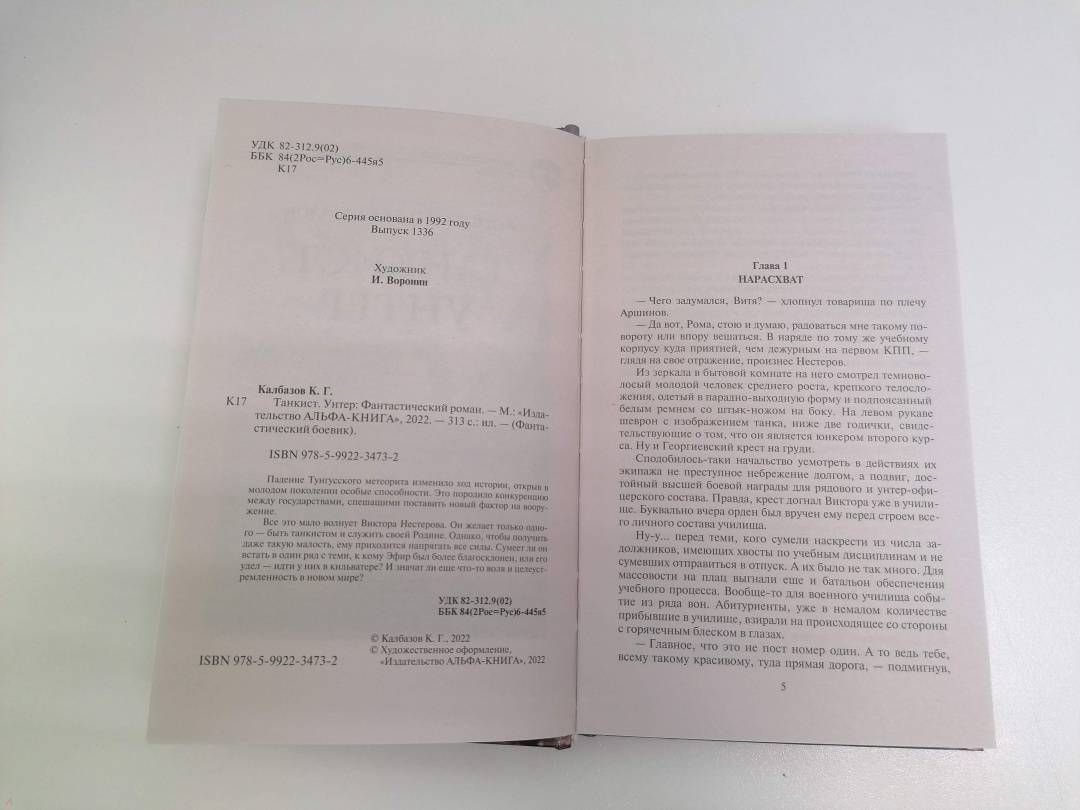 УДК 82-312.9(02)
ББК 84(2Рос=Рус)6-445я5
К17
Серия основана в 1992 году
Выпуск 1336
Художник
И. Воронин
Калбазов К. Г.
К17 Танкист. Унтер: Фантастический роман. — М.: «Изда-
тельство АЛЬФА-КНИГА», 2022. — 313 с.: ил. — (Фанта-
стический боевик).
ISBN 978-5-9922-3473-2
Падение Тунгусского метеорита изменило ход истории, открыв в
молодом поколении особые способности. Это породило конкуренцию
между государствами, спешащими поставить новый фактор на воору-
жение.
Все это мало волнует Виктора Нестерова. Он желает только одно-
го — быть танкистом и служить своей Родине. Однако, чтобы получить
даже такую малость, ему приходится напрягать все силы. Сумеет ли он
встать в один ряд с теми, к кому Эфир был более благосклонен, или его
удел — идти у них в кильватере? И значат ли еще что-то воля и целеуст-
ремленность в новом мире?
УДК 82-312.9(02)
ББК 84(2Рос=Рус)6-445я5
© Калбазов К. Г., 2022
© Художественное оформление,
ISBN 978-5-9922-3473-2 «Издательство АЛЬФА-КНИГА», 2022
Глава 1
НАРАСХВАТ
— Чего задумался, Витя? — хлопнул товарища по плечу
Аршинов.
— Да вот, Рома, стою и думаю, радоваться мне такому по-
вороту или впору вешаться. В наряде по тому же учебному
корпусу куда приятней, чем дежурным на первом КПП, —
глядя на свое отражение, произнес Нестеров.
Из зеркала в бытовой комнате на него смотрел темново-
лосый молодой человек среднего роста, крепкого телосло-
жения, одетый в парадно-выходную форму и подпоясанный
белым ремнем со штык-ножом на боку. На левом рукаве
шеврон с изображением танка, ниже две годички, свиде-
тельствующие о том, что он является юнкером второго кур-
са. Ну и Георгиевский крест на груди.
Сподобилось-таки начальство усмотреть в действиях их
экипажа не преступное небрежение долгом, а подвиг, дос-
тойный высшей боевой награды для рядового и унтер-офи-
церского состава. Правда, крест догнал Виктора уже в учили-
ще. Буквально вчера орден был вручен ему перед строем все-
го личного состава училища.
Ну-у... перед теми, кого сумели наскрести из числа за-
должников, имеющих хвосты по учебным дисциплинам и не
сумевших отправиться в отпуск. А их было не так много. Для
массовости на плац выгнали еще и батальон обеспечения
учебного процесса. Вообще-то для военного училища собы-
тие из ряда вон. Абитуриенты, уже в немалом количестве
прибывшие в училище, взирали на происходящее со стороны
с горячечным блеском в глазах.
— Главное, что это не пост номер один. А то ведь тебе,
всему такому красивому, туда прямая дорога, — подмигнув,
5